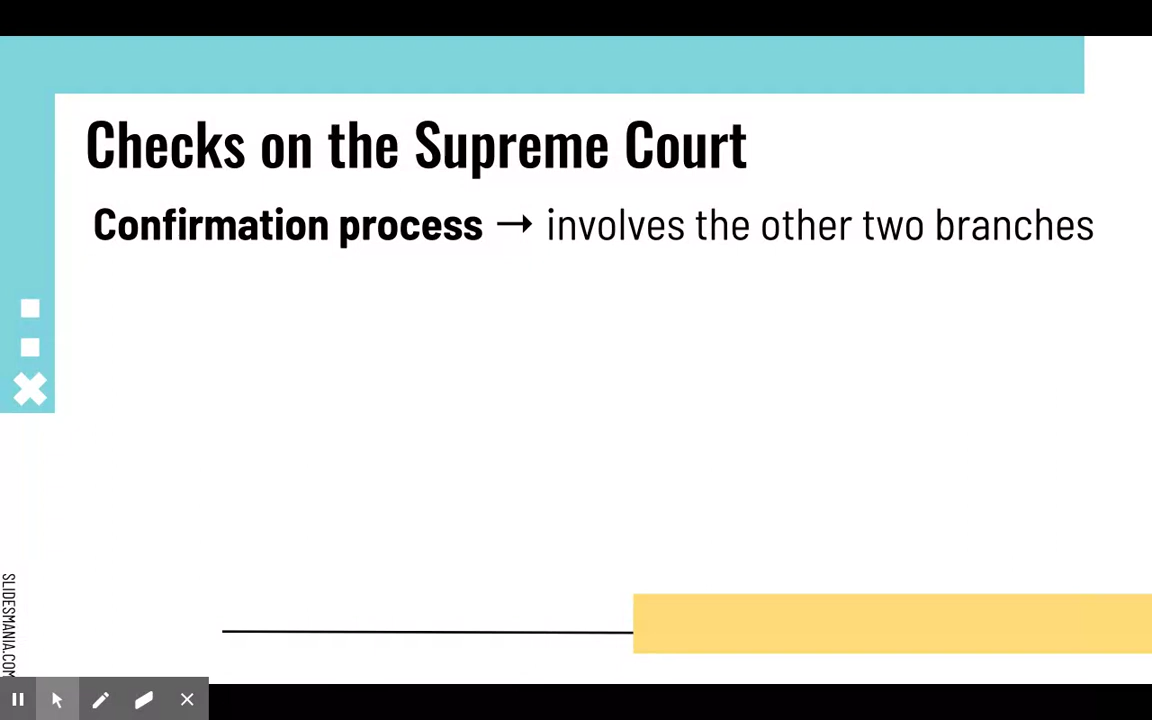 Checks on the Supreme Court
Confirmation process → involves the other two branches
SLIDESMANIA.COM